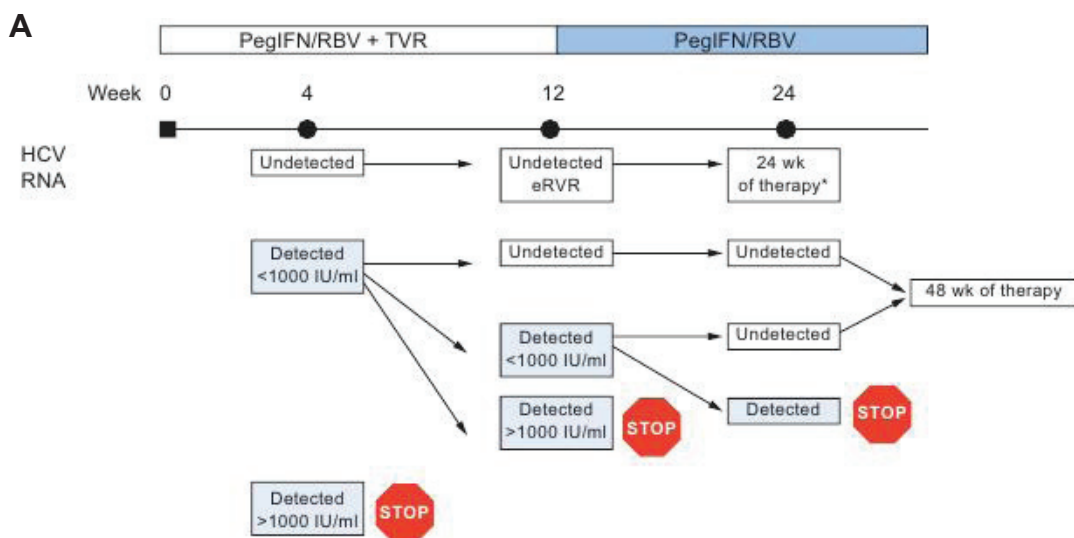 A
PegIFN/RBV + TVR
PegIFN/RBV
Week 0 4 12 24
HCV
RNA
Undetected
Undetected
eRVR
24 wk
of therapy*
Detected
<1000 IU/ml
Undetected
Undetected
48 wk of therapy
Detected
<1000 IU/ml
Undetected
Detected
>1000 IU/ml
STOP
Detected
STOP
Detected
>1000 IU/ml
STOP